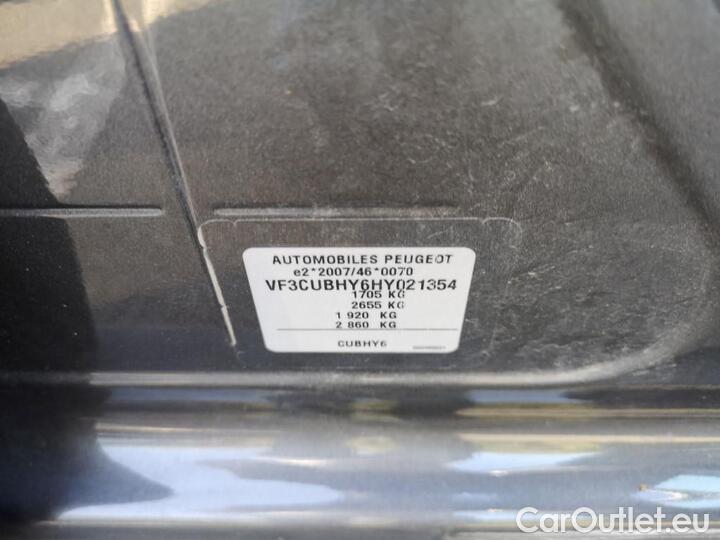 AUTOMOBILES PEUGEOT
e2*2007/46*0070
VF3CUBHY6HY021354
1705 KG
2655 KG
1 920 KG
2 860 KG
CUBHY6
CarOutlet.eu